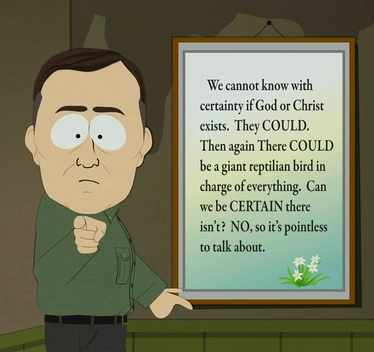 We cannot know with
certainty if God or Christ
exists. They COULD.
Then again There COULD
be a giant reptilian bird in
charge of everything. Can
we be CERTAIN there
isn't? NO, so it's pointless
to talk about.